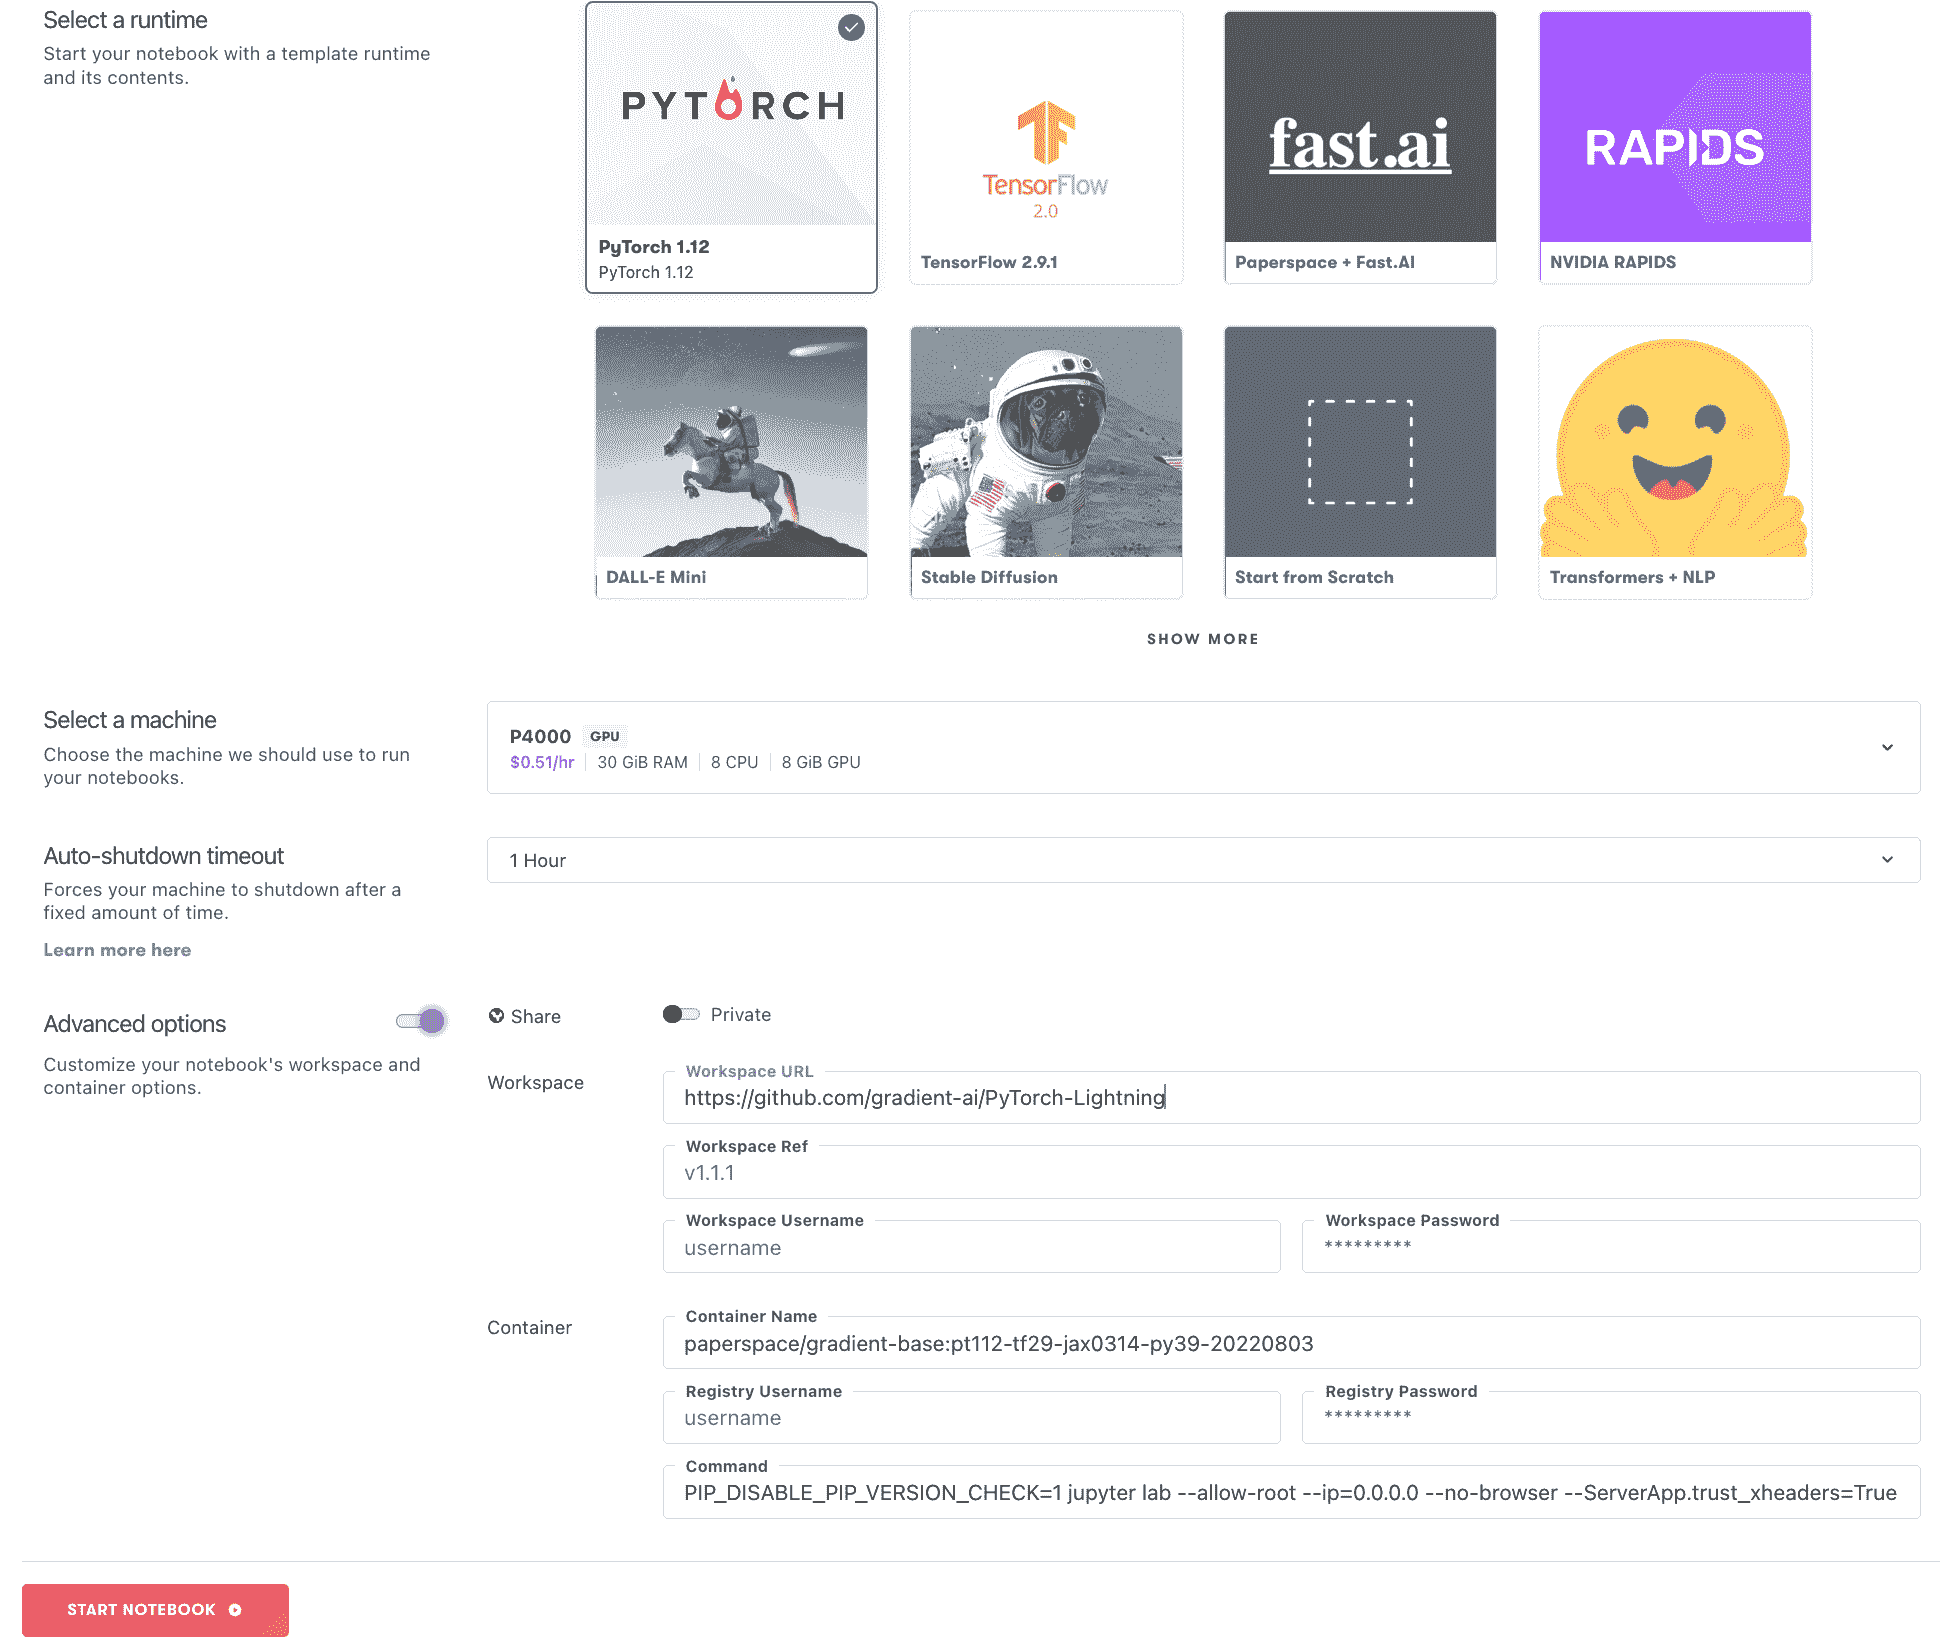 Select a runtime
Start your notebook with a template runtime
and its contents.
PYTORCH
PyTorch 1.12
PyTorch 1.12
TensorFlow
2.0
TensorFlow 2.9.1
fast.ai
Paperspace + Fast.AI
RAPIDS
NVIDIA RAPIDS
DALL-E Mini
Stable Diffusion
Start from Scratch
Transformers + NLP
SHOW MORE
Select a machine
Choose the machine we should use to run
your notebooks.
P4000 GPU
$0.51/hr 30 GiB RAM 8 CPU 8 GiB GPU
Auto-shutdown timeout
Forces your machine to shutdown after a
fixed amount of time.
Learn more here
1 Hour
Advanced options
Customize your notebook's workspace and
container options.
Share
Private
Workspace
Workspace URL
https://github.com/gradient-ai/PyTorch-Lightning
Workspace Ref
v1.1.1
Workspace Username
username
Workspace Password
*********
Container
Container Name
paperspace/gradient-base:pt112-tf29-jax0314-py39-20220803
Registry Username
username
Registry Password
*********
Command
PIP_DISABLE_PIP_VERSION_CHECK=1 jupyter lab --allow-root --ip=0.0.0.0 --no-browser --ServerApp.trust_xheaders=True
START NOTEBOOK